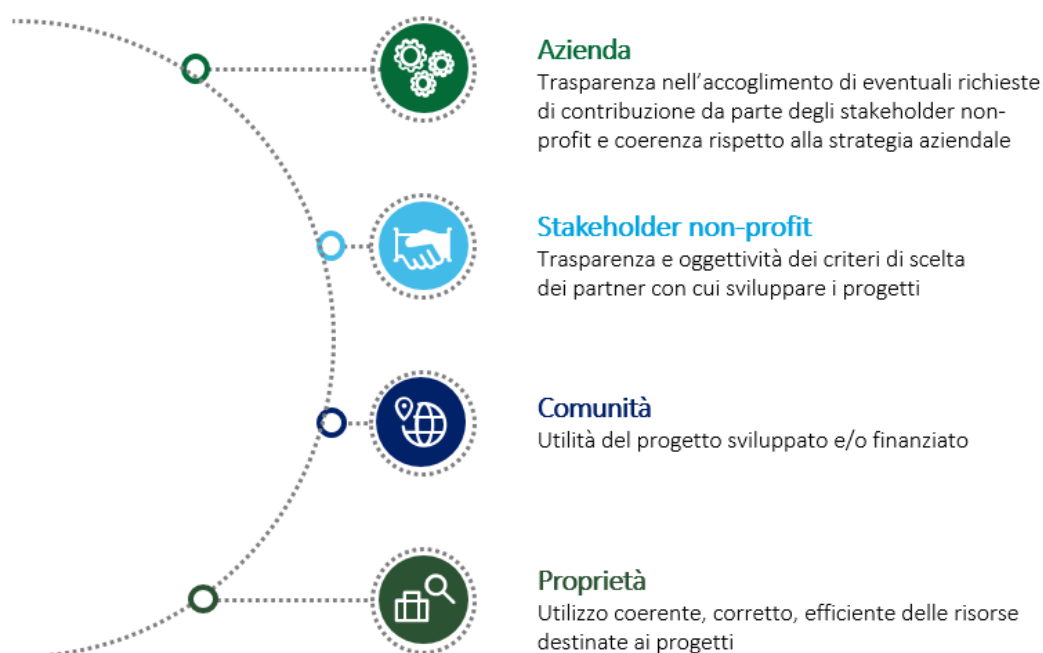 Azienda
Trasparenza nell'accoglimento di eventuali richieste
di contribuzione da parte degli stakeholder non-
profit e coerenza rispetto alla strategia aziendale
Stakeholder non-profit
Trasparenza e oggettività dei criteri di scelta
dei partner con cui sviluppare i progetti
Comunità
Utilità del progetto sviluppato e/o finanziato
Proprietà
Utilizzo coerente, corretto, efficiente delle risorse
destinate ai progetti